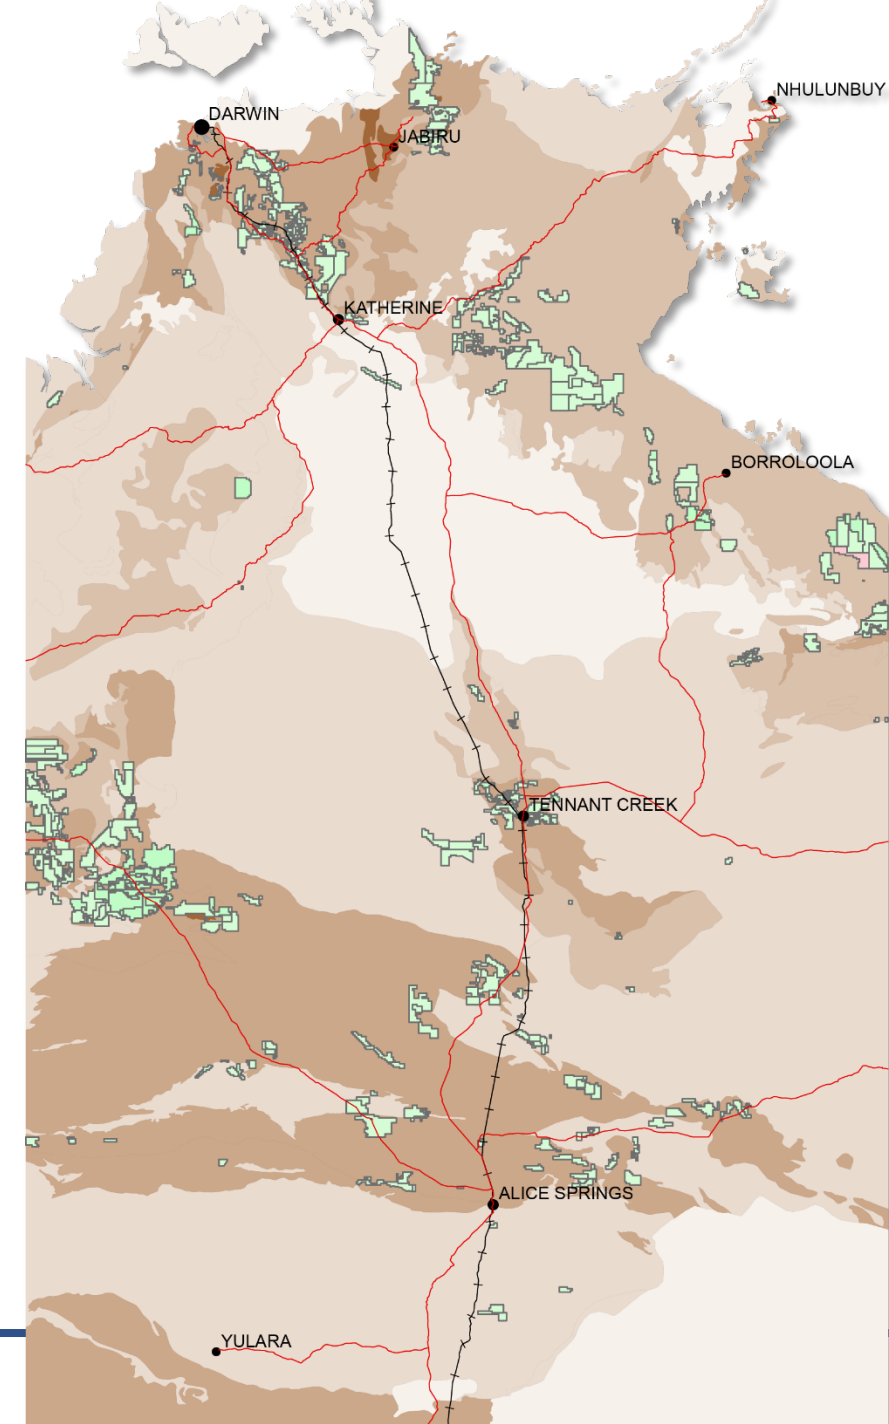 NHULUNBUY
DARWIN
JABIRU
KATHERINE
BORROLOOLA
TENNANT CREEK
ALICE SPRINGS
YULARA